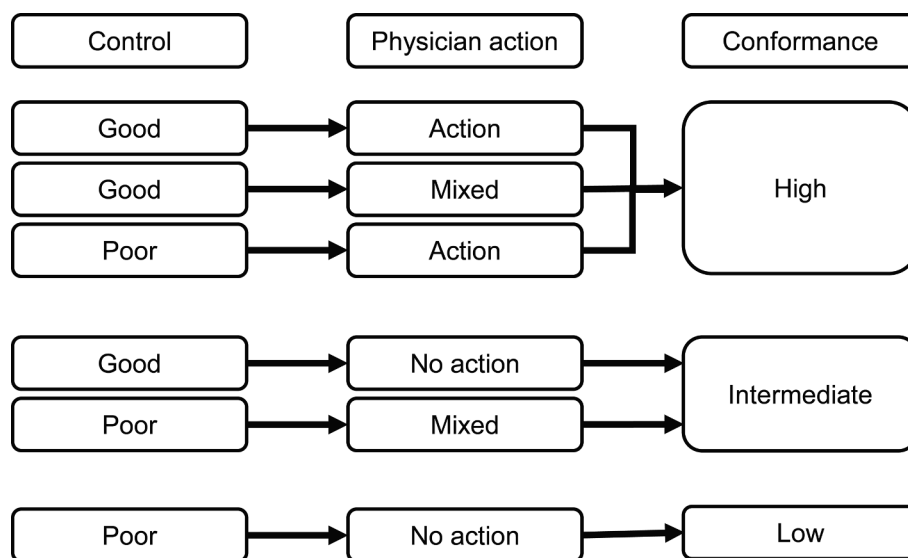 Control
Physician action
Conformance
Good
Action
Good
Mixed
Poor
Action
High
Good
No action
Poor
Mixed
Intermediate
Poor
No action
Low